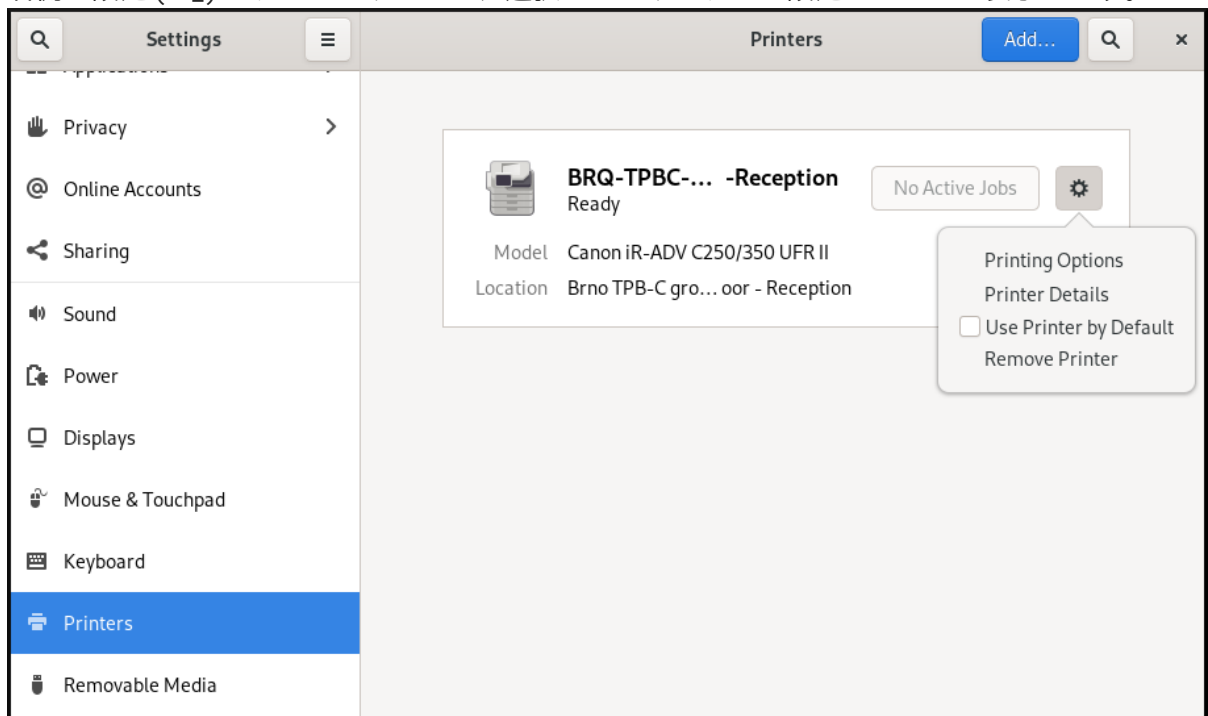 Settings
Printers
Add...
Privacy
Online Accounts
Sharing
Sound
Power
Displays
Mouse & Touchpad
Keyboard
Printers
Removable Media
BRQ-TPBC-... -Reception
Ready
No Active Jobs
Model Canon iR-ADV C250/350 UFR II
Location Brno TPB-C gro... oor - Reception
Printing Options
Printer Details
Use Printer by Default
Remove Printer